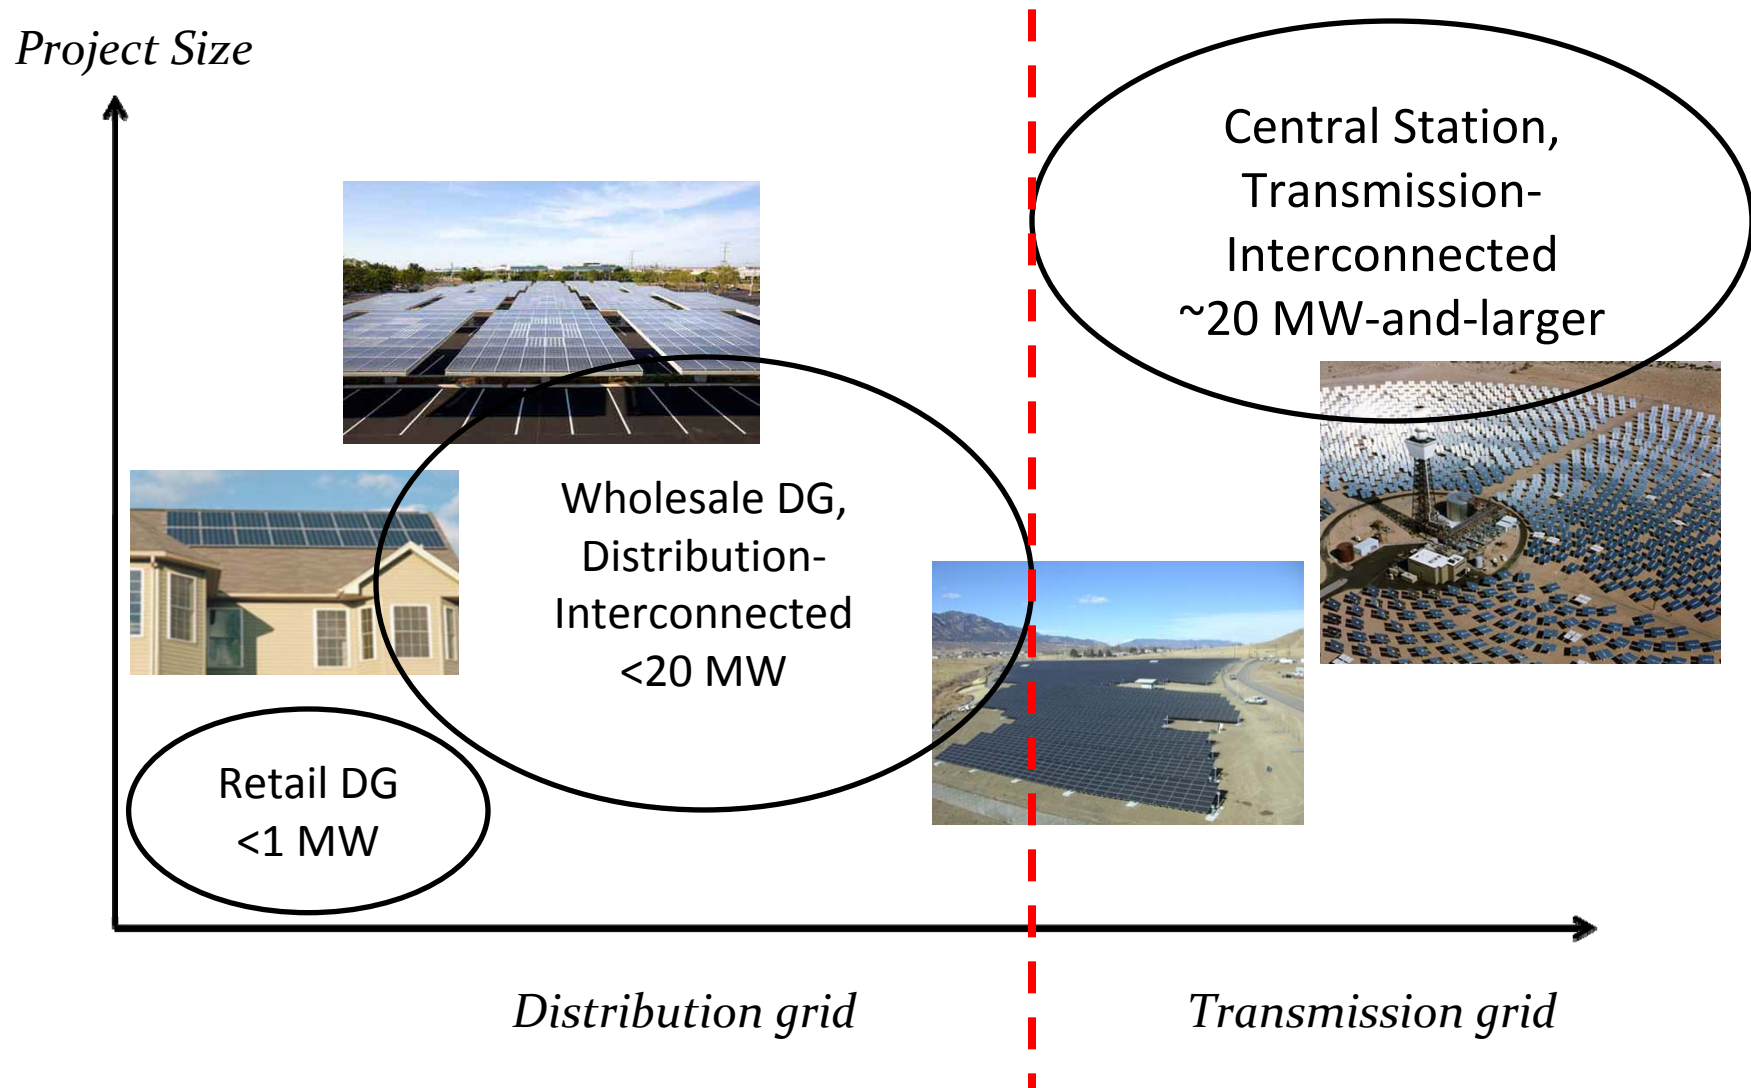 Project Size
Central Station,
Transmission-
Interconnected
~20 MW-and-larger
Wholesale DG,
Distribution-
Interconnected
<20 MW
Retail DG
<1 MW
Distribution grid
Transmission grid